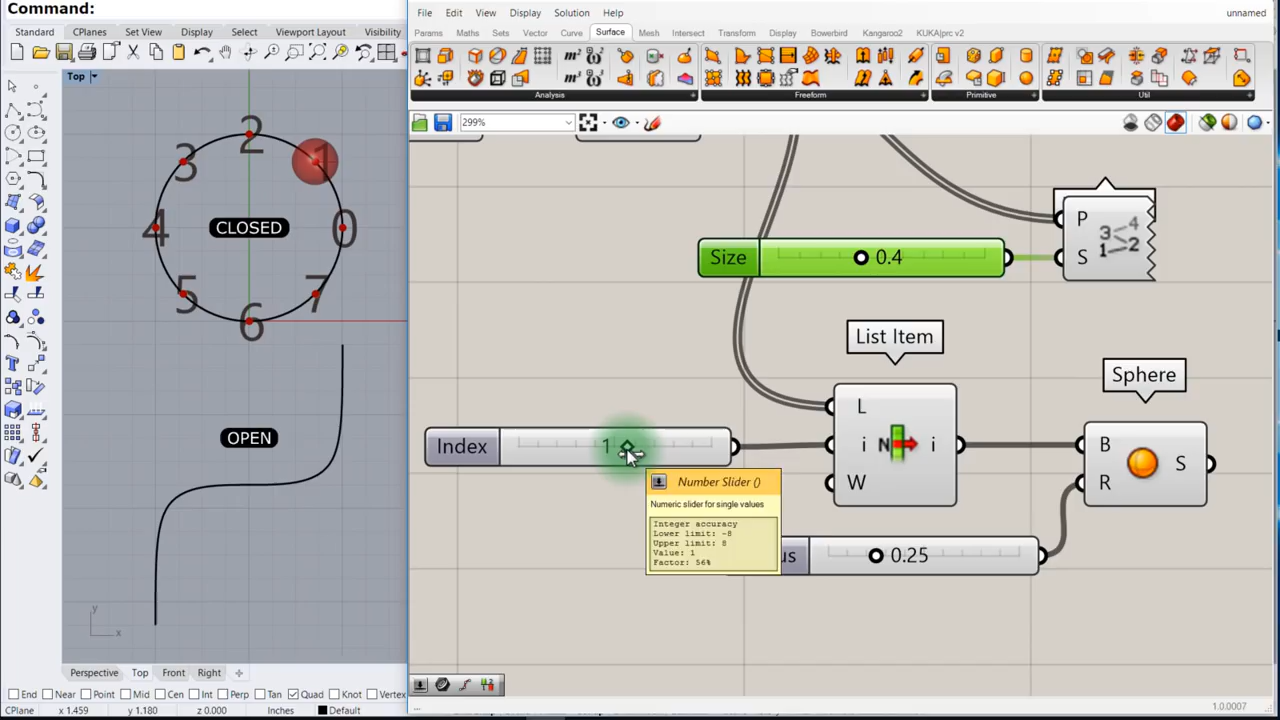 Command:
Standard CPlanes Set View Display Select Viewport Layout Visibility
Top
2
3
1
4
CLOSED
0
5
7
6
OPEN
y
x
Perspective Top Front Right
End Near Point Mid Cen Int Perp Tan Quad Knot Vertex
CPlane x 1.459 y 1.180 z 0.000 Inches Default
File Edit View Display Solution Help unnamed
Params Maths Sets Vector Curve Surface Mesh Intersect Transform Display Bowerbird Kangaroo2 KUKA|prc v2
Analysis Freeform Primitive Util
299%
Size 0.4
P
S
3 4
1 2
List Item
Sphere
Index 1
L
i N i
W
B
R
S
Number Slider ()
Numeric slider for single values
Integer accuracy
Lower limit: -8
Upper limit: 8
Value: 1
Factor: 56%
us 0.25
...
1.0.0007